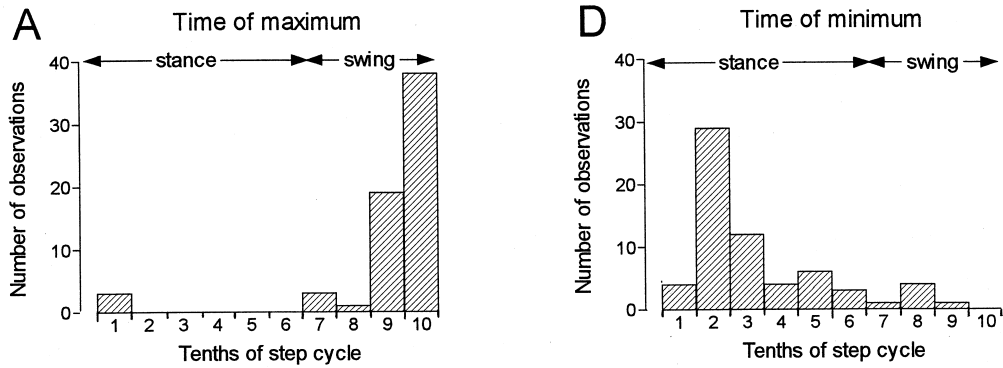 A
Time of maximum
stance
swing
40
30
20
10
0
Number of observations
1 2 3 4 5 6 7 8 9 10
Tenths of step cycle
D
Time of minimum
stance
swing
40
30
20
10
0
Number of observations
1 2 3 4 5 6 7 8 9 10
Tenths of step cycle